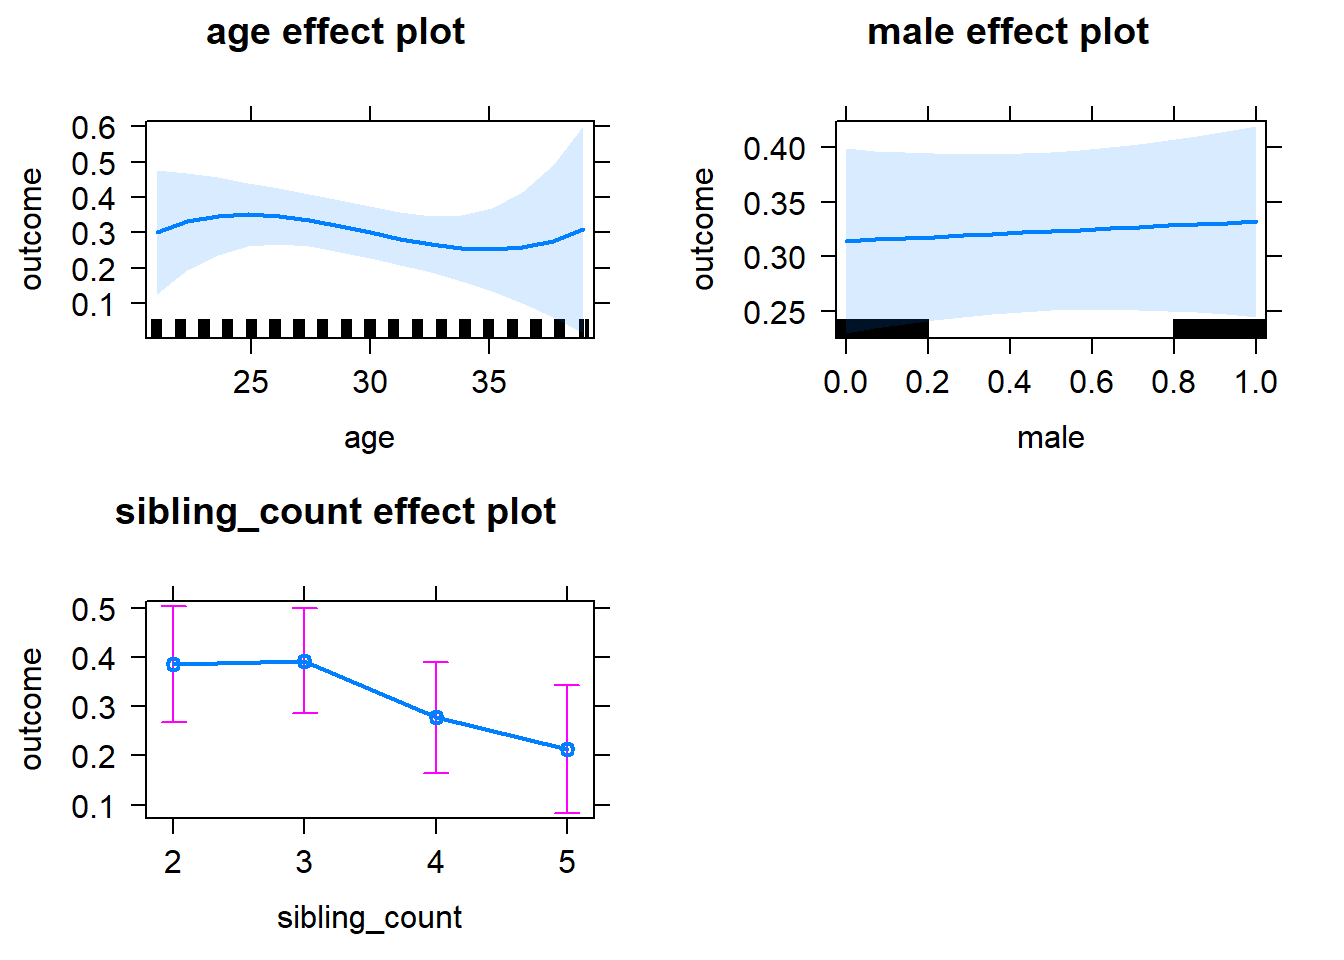 age effect plot
outcome
0.6
0.5
0.4
0.3
0.2
0.1
25 30 35
age
male effect plot
outcome
0.40
0.35
0.30
0.25
0.0 0.2 0.4 0.6 0.8 1.0
male
sibling_count effect plot
outcome
0.5
0.4
0.3
0.2
0.1
2 3 4 5
sibling_count